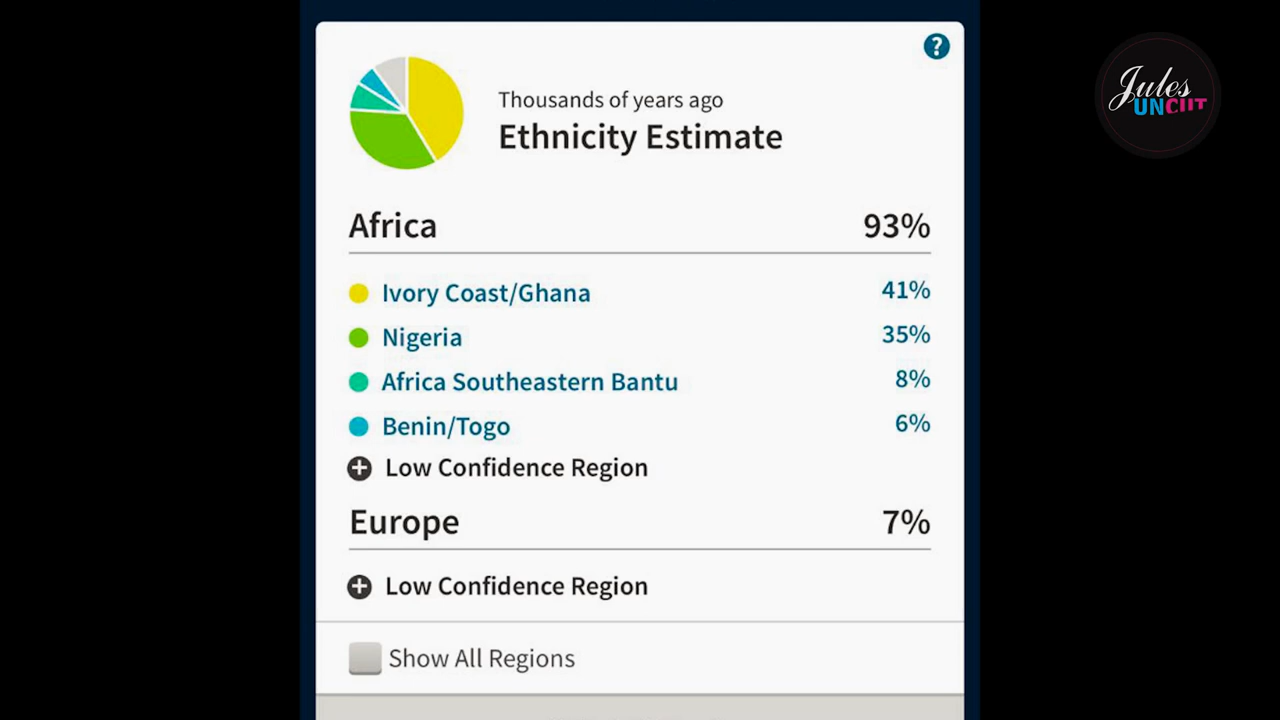 Jules
UNCUT
?
Thousands of years ago
Ethnicity Estimate
Africa 93%
Ivory Coast/Ghana 41%
Nigeria 35%
Africa Southeastern Bantu 8%
Benin/Togo 6%
Low Confidence Region
Europe 7%
Low Confidence Region
Show All Regions